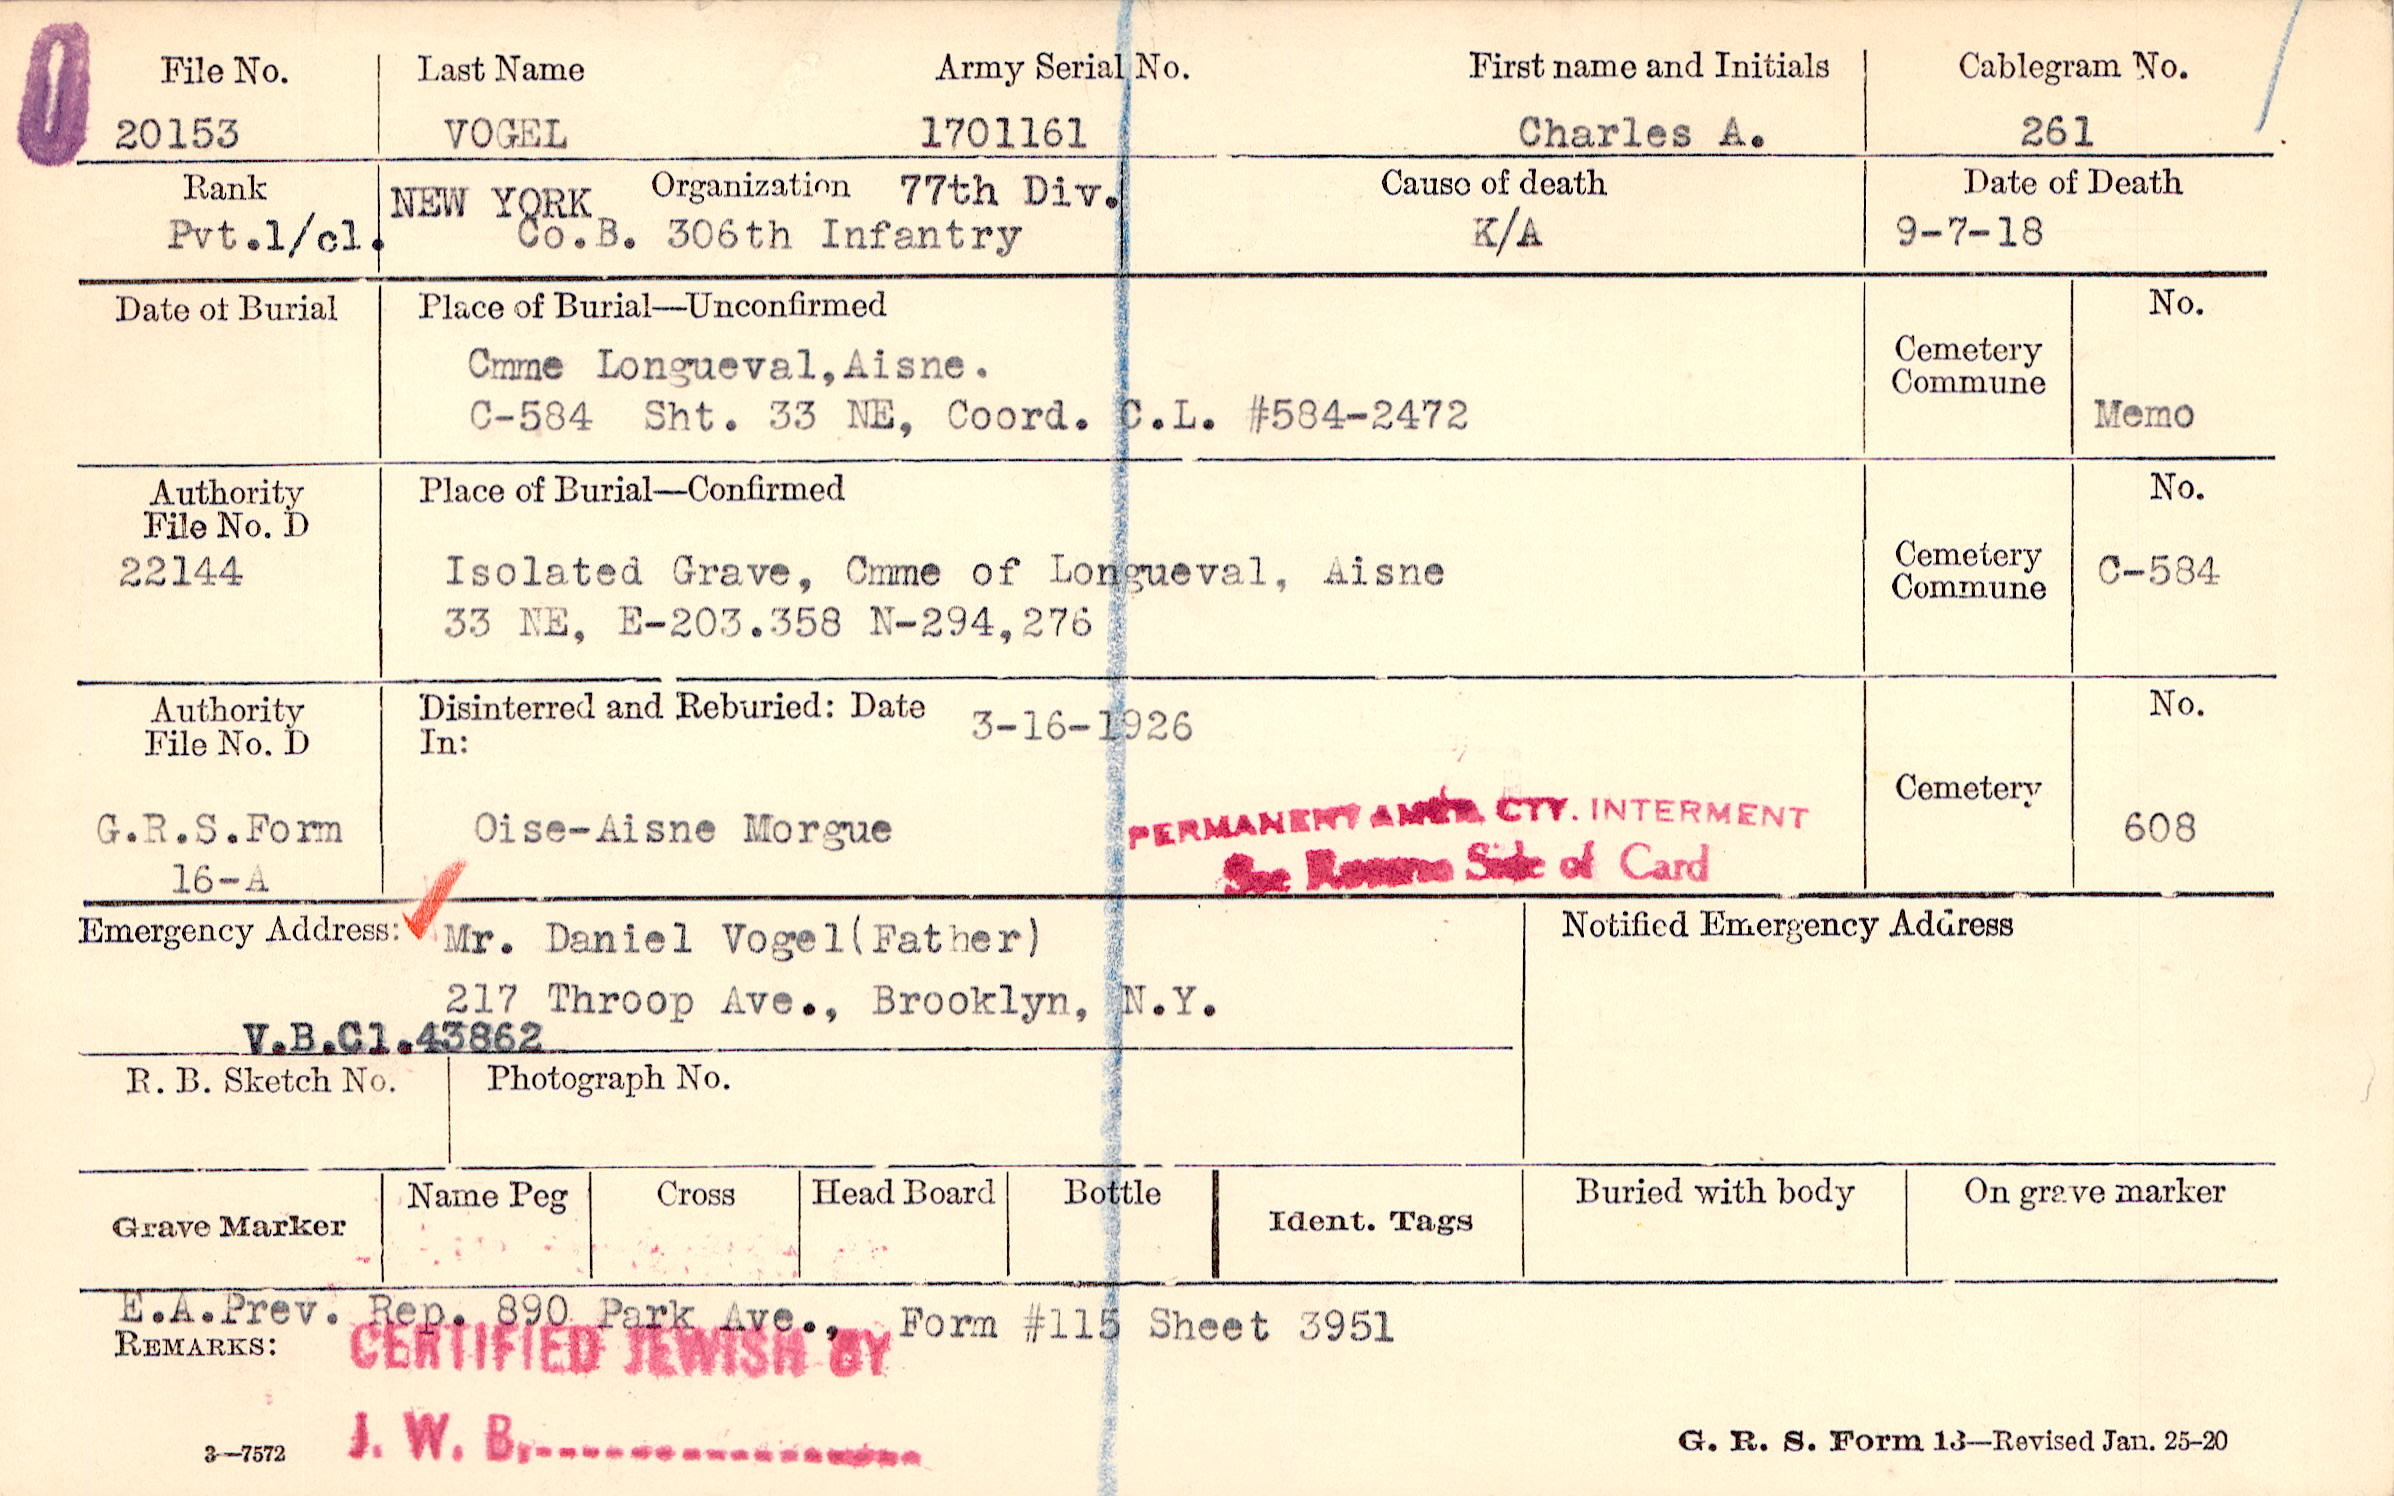 File No. Last Name Army Serial No. First name and Initials Cablegram No.
20153 VOGEL 1701161 Charles A. 261
Rank NEW YORK Organization 77th Div. Cause of death Date of Death
Pvt.1/cl. Co.B. 306th Infantry K/A 9-7-18
Date of Burial Place of Burial—Unconfirmed No.
Cmme Longueval,Aisne. Cemetery
Commune
C-584 Sht. 33 NE, Coord. C.L. #584-2472 Memo
Authority Place of Burial—Confirmed No.
File No. D
22144 Isolated Grave, Cmme of Longueval, Aisne Cemetery C-584
Commune
33 NE, E-203.358 N-294,276
Authority Disinterred and Reburied: Date 3-16-1926 No.
File No. D In:
Cemetery
G.R.S.Form Oise-Aisne Morgue PERMANENT AMER. CTY. INTERMENT 608
16-A See Reverse Side of Card
Emergency Address: Mr. Daniel Vogel(Father) Notified Emergency Address
217 Throop Ave., Brooklyn, N.Y.
V.B.Cl.43862
R. B. Sketch No. Photograph No.
Grave Marker Name Peg Cross Head Board Bottle Ident. Tags Buried with body On grave marker
E.A.Prev. Rep. 890 Park Ave., Form #115 Sheet 3951
REMARKS: CERTIFIED JEWISH BY
J. W. B.
3—7572 G. R. S. Form 13—Revised Jan. 25-20